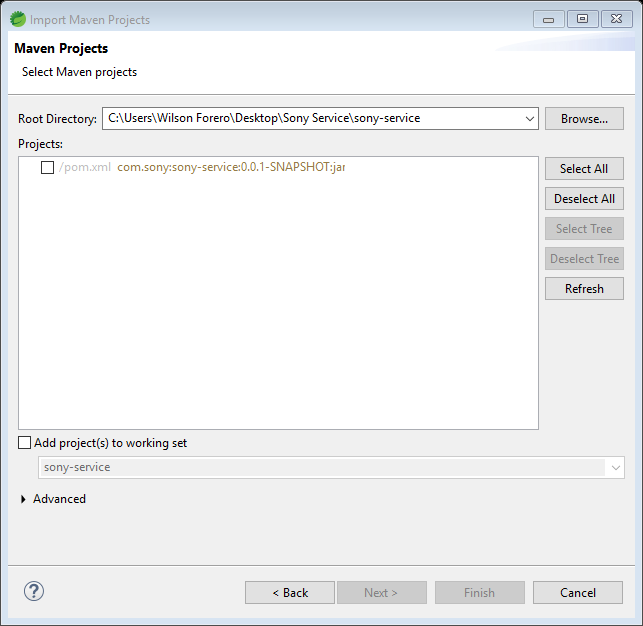 Import Maven Projects
Maven Projects
Select Maven projects
Root Directory: C:\Users\Wilson Forero\Desktop\Sony Service\sony-service Browse...
Projects:
/pom.xml com.sony:sony-service:0.0.1-SNAPSHOT:jar
Select All
Deselect All
Select Tree
Deselect Tree
Refresh
Add project(s) to working set
sony-service
Advanced
? < Back Next > Finish Cancel